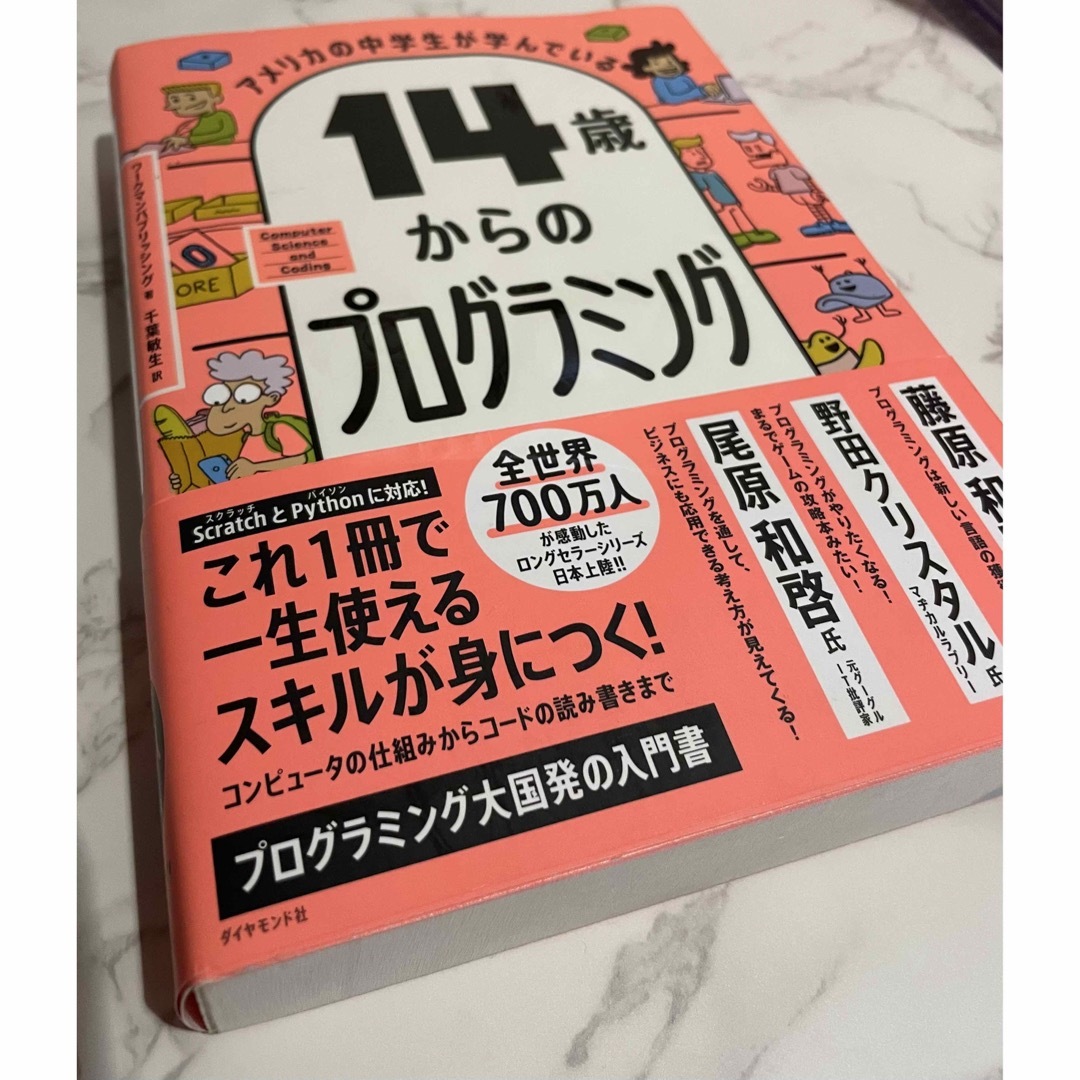 アメリカの中学生が学んでいる
14歳
からの
プログラミング
Computer
Science
and
Coding
ワークマンパブリッシング 著 千葉敏生 訳
ORE
スクラッチ パイソン
ScratchとPythonに対応!
これ1冊で
一生使える
スキルが身につく!
コンピュータの仕組みからコードの読み書きまで
プログラミング大国発の入門書
ダイヤモンド社
全世界
700万人
が感動した
ロングセラーシリーズ
日本上陸!!
藤原 和
プログラミングは新しい言語の獲
野田クリスタル氏
マヂカルラブリー
プログラミングがやりたくなる!
まるでゲームの攻略本みたい!
尾原 和啓氏
元グーグル
IT批評家
プログラミングを通して、
ビジネスにも応用できる考え方が見えてくる!